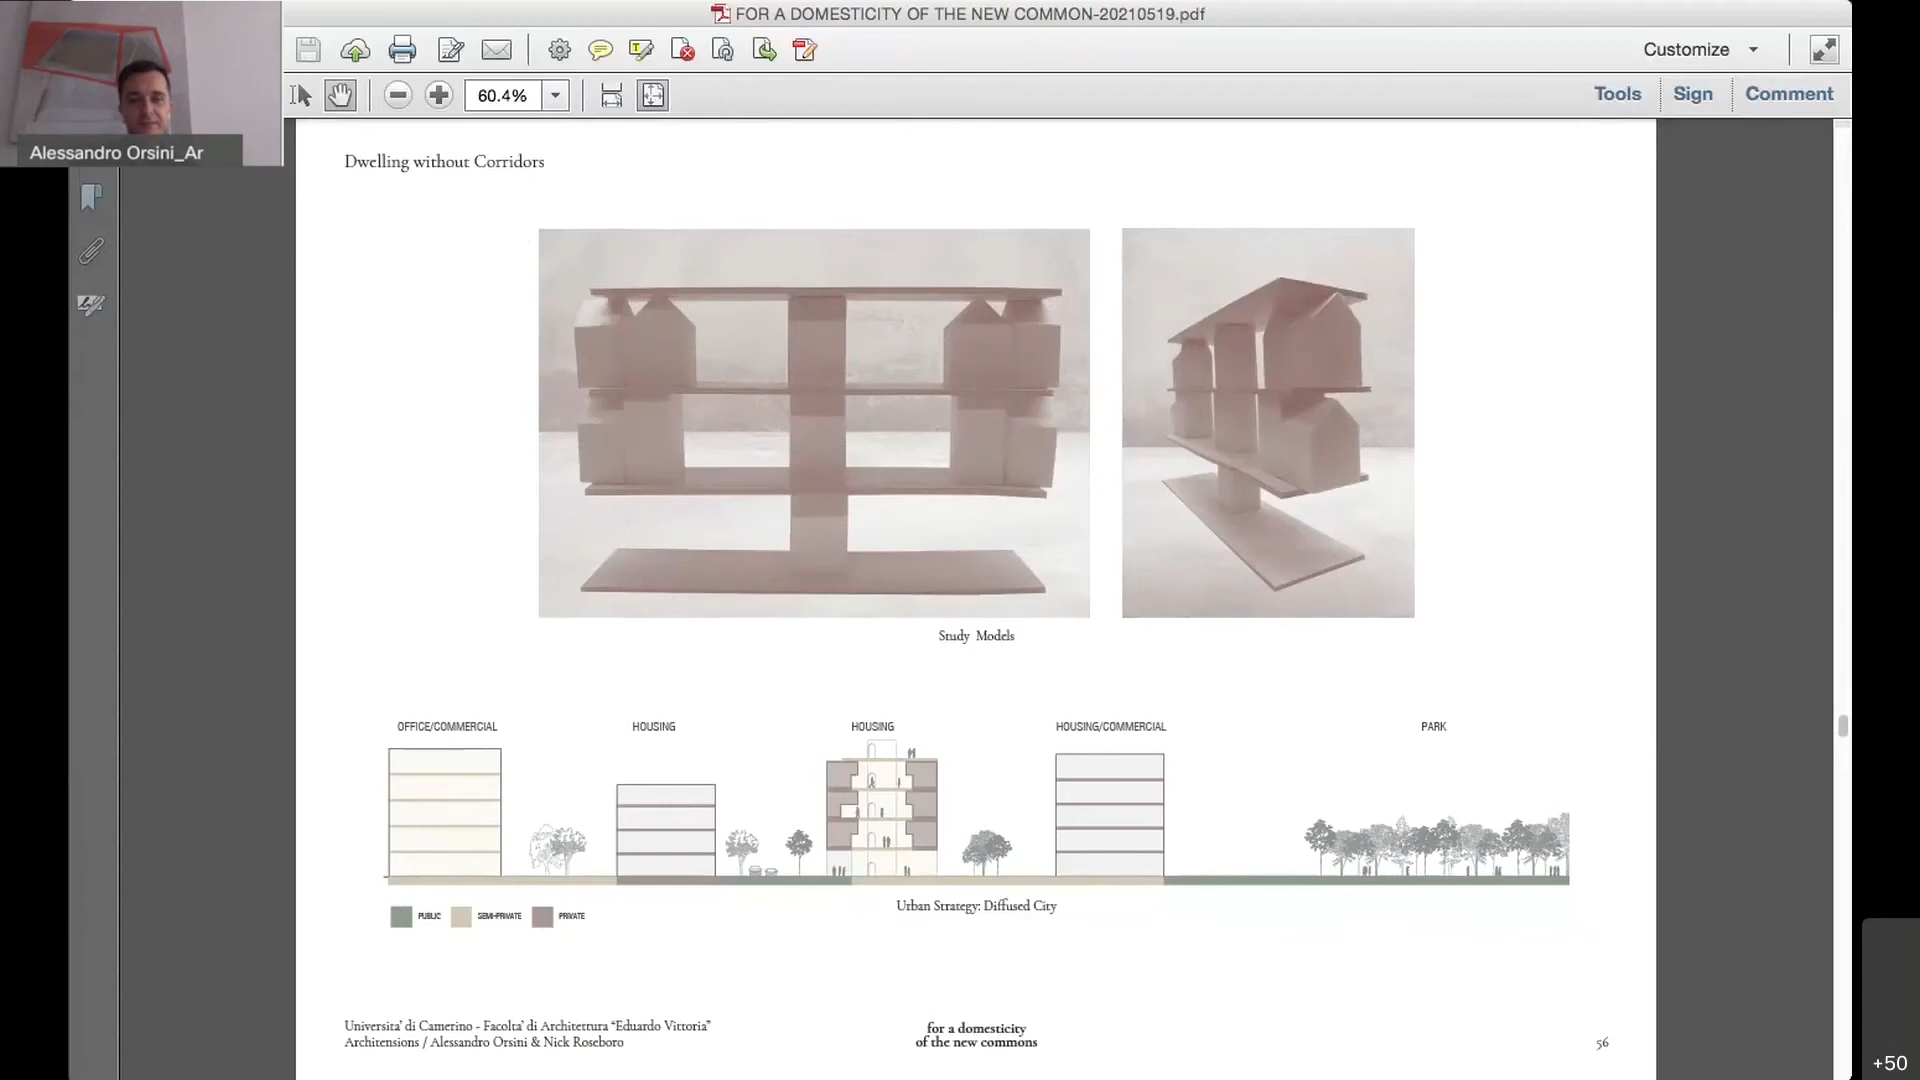 FOR A DOMESTICITY OF THE NEW COMMON-20210519.pdf
Customize
60.4%
Tools
Sign
Comment
Alessandro Orsini_Ar
Dwelling without Corridors
Study Models
OFFICE/COMMERCIAL
HOUSING
HOUSING
HOUSING/COMMERCIAL
PARK
PUBLIC
SEMI-PRIVATE
PRIVATE
Urban Strategy: Diffused City
Universita' di Camerino - Facolta' di Architettura “Eduardo Vittoria”
Architensions / Alessandro Orsini & Nick Roseboro
for a domesticity
of the new commons
56
+50